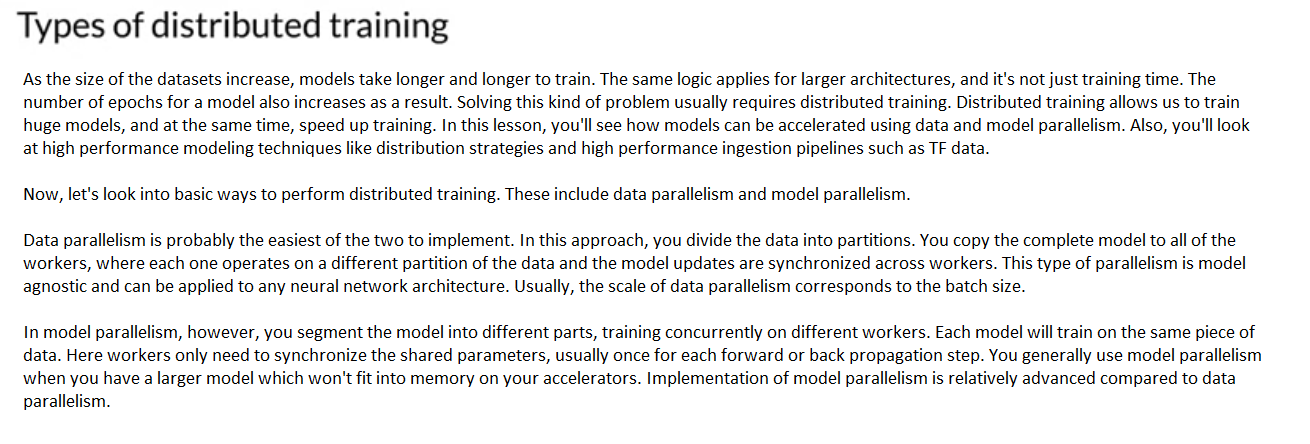 Types of distributed training
As the size of the datasets increase, models take longer and longer to train. The same logic applies for larger architectures, and it's not just training time. The
number of epochs for a model also increases as a result. Solving this kind of problem usually requires distributed training. Distributed training allows us to train
huge models, and at the same time, speed up training. In this lesson, you'll see how models can be accelerated using data and model parallelism. Also, you'll look
at high performance modeling techniques like distribution strategies and high performance ingestion pipelines such as TF data.
Now, let's look into basic ways to perform distributed training. These include data parallelism and model parallelism.
Data parallelism is probably the easiest of the two to implement. In this approach, you divide the data into partitions. You copy the complete model to all of the
workers, where each one operates on a different partition of the data and the model updates are synchronized across workers. This type of parallelism is model
agnostic and can be applied to any neural network architecture. Usually, the scale of data parallelism corresponds to the batch size.
In model parallelism, however, you segment the model into different parts, training concurrently on different workers. Each model will train on the same piece of
data. Here workers only need to synchronize the shared parameters, usually once for each forward or back propagation step. You generally use model parallelism
when you have a larger model which won't fit into memory on your accelerators. Implementation of model parallelism is relatively advanced compared to data
parallelism.